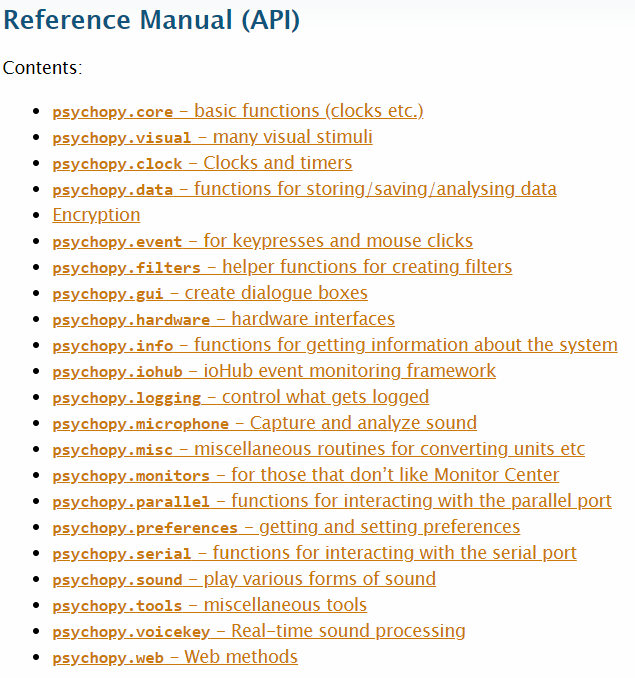 Reference Manual (API)
Contents:
psychopy.core – basic functions (clocks etc.)
psychopy.visual – many visual stimuli
psychopy.clock – Clocks and timers
psychopy.data – functions for storing/saving/analysing data
Encryption
psychopy.event – for keypresses and mouse clicks
psychopy.filters – helper functions for creating filters
psychopy.gui – create dialogue boxes
psychopy.hardware – hardware interfaces
psychopy.info – functions for getting information about the system
psychopy.iohub – ioHub event monitoring framework
psychopy.logging – control what gets logged
psychopy.microphone – Capture and analyze sound
psychopy.misc – miscellaneous routines for converting units etc
psychopy.monitors – for those that don’t like Monitor Center
psychopy.parallel – functions for interacting with the parallel port
psychopy.preferences – getting and setting preferences
psychopy.serial – functions for interacting with the serial port
psychopy.sound – play various forms of sound
psychopy.tools – miscellaneous tools
psychopy.voicekey – Real-time sound processing
psychopy.web – Web methods